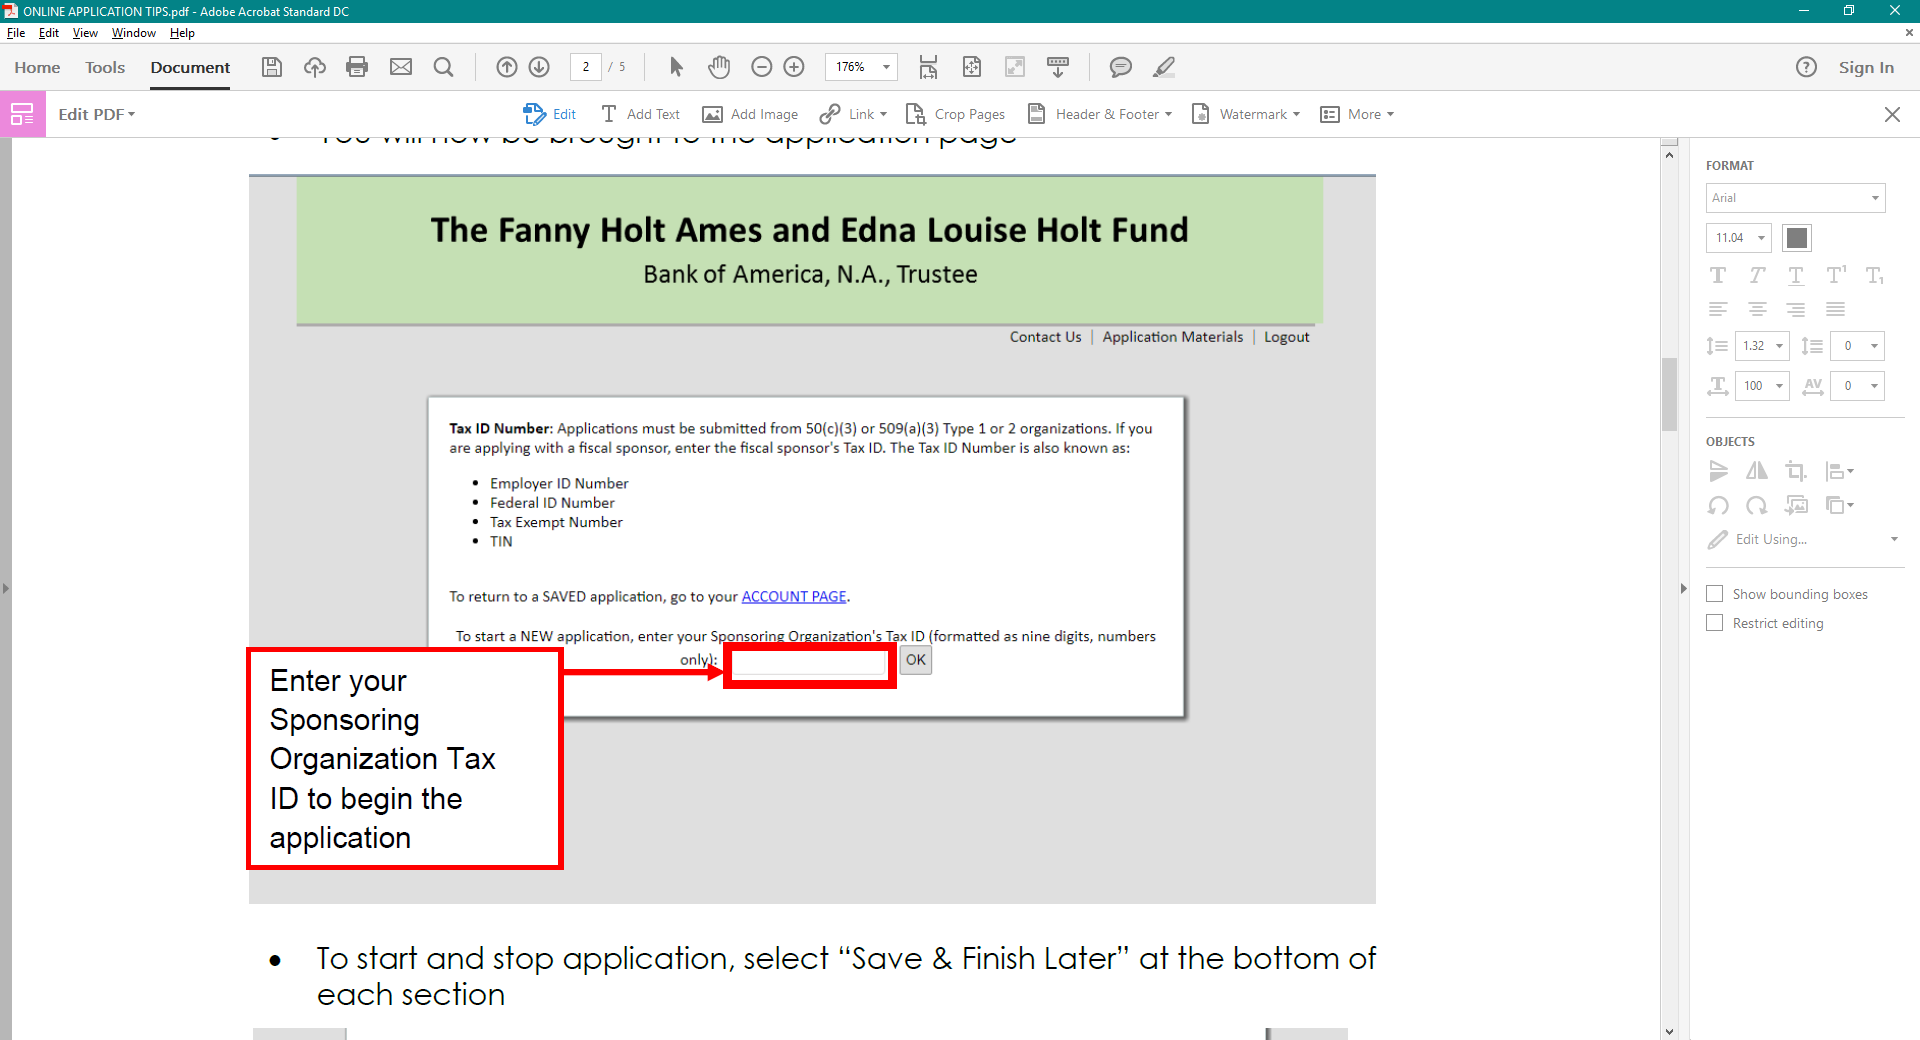 ONLINE APPLICATION TIPS.pdf - Adobe Acrobat Standard DC
File Edit View Window Help
Home Tools Document 2 / 5 176% Sign In
Edit PDF Edit Add Text Add Image Link Crop Pages Header & Footer Watermark More
You will now be brought to the application page
The Fanny Holt Ames and Edna Louise Holt Fund
Bank of America, N.A., Trustee
Contact Us | Application Materials | Logout
Tax ID Number: Applications must be submitted from 50(c)(3) or 509(a)(3) Type 1 or 2 organizations. If you
are applying with a fiscal sponsor, enter the fiscal sponsor's Tax ID. The Tax ID Number is also known as:
• Employer ID Number
• Federal ID Number
• Tax Exempt Number
• TIN
To return to a SAVED application, go to your ACCOUNT PAGE.
To start a NEW application, enter your Sponsoring Organization's Tax ID (formatted as nine digits, numbers
only): OK
Enter your
Sponsoring
Organization Tax
ID to begin the
application
• To start and stop application, select “Save & Finish Later” at the bottom of
each section
FORMAT
Arial
11.04
1.32 0
100 0
OBJECTS
Edit Using...
Show bounding boxes
Restrict editing